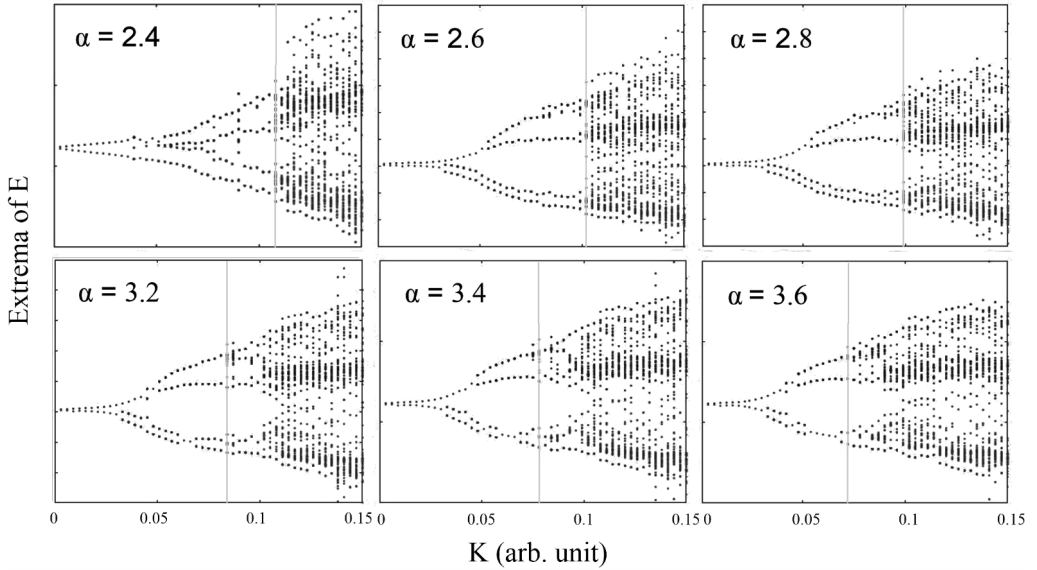 α = 2.4
α = 2.6
α = 2.8
Extrema of E
α = 3.2
α = 3.4
α = 3.6
0 0.05 0.1 0.15 0.05 0.1 0.15 0 0.05 0.1 0.15
K (arb. unit)